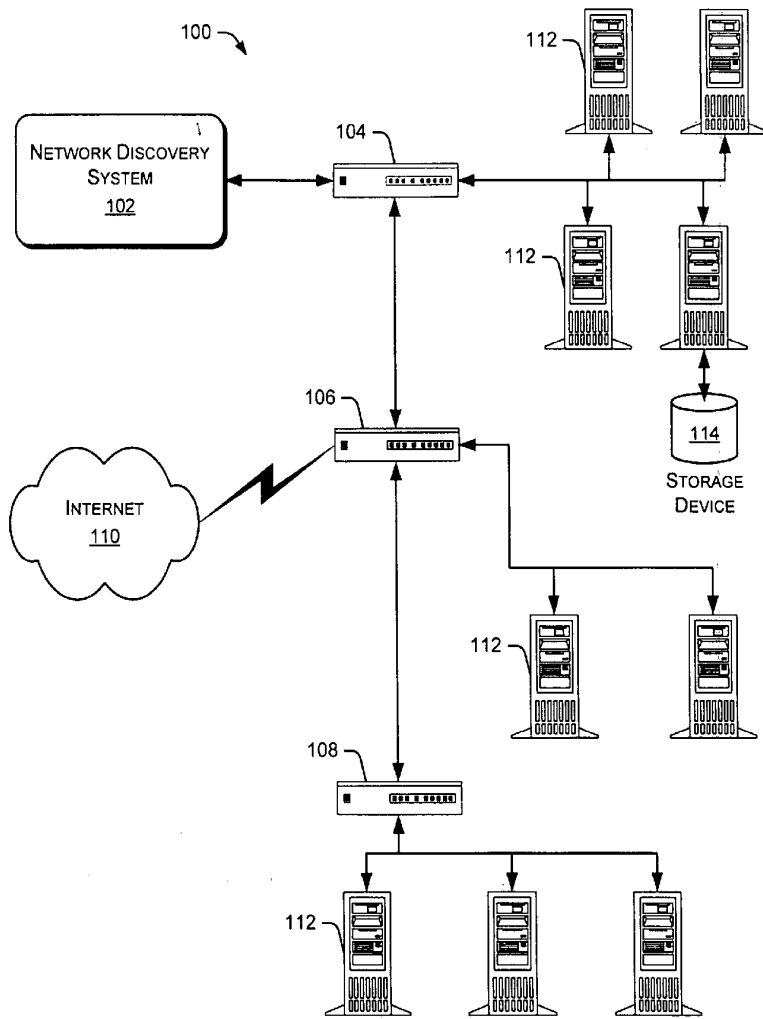 100
112
104
NETWORK DISCOVERY
SYSTEM
102
112
106
114
STORAGE
DEVICE
INTERNET
110
112
108
112